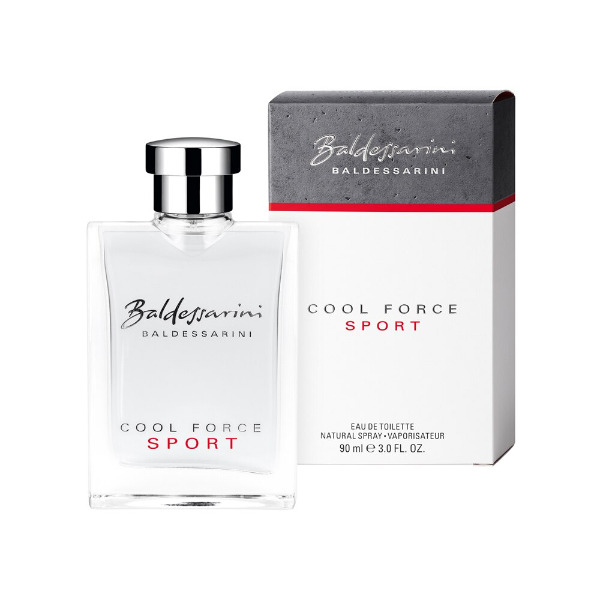 Baldessarini
BALDESSARINI
COOL FORCE
SPORT
Baldessarini
BALDESSARINI
COOL FORCE
SPORT
EAU DE TOILETTE
NATURAL SPRAY • VAPORISATEUR
90 ml ℮ 3.0 FL. OZ.